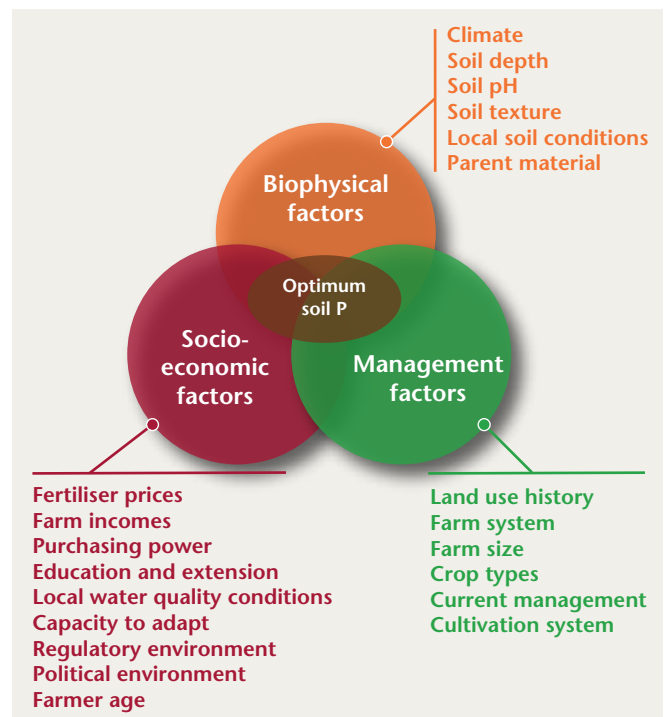 Climate
Soil depth
Soil pH
Soil texture
Local soil conditions
Parent material
Biophysical
factors
Optimum
soil P
Socio-
economic
factors
Management
factors
Fertiliser prices
Farm incomes
Purchasing power
Education and extension
Local water quality conditions
Capacity to adapt
Regulatory environment
Political environment
Farmer age
Land use history
Farm system
Farm size
Crop types
Current management
Cultivation system